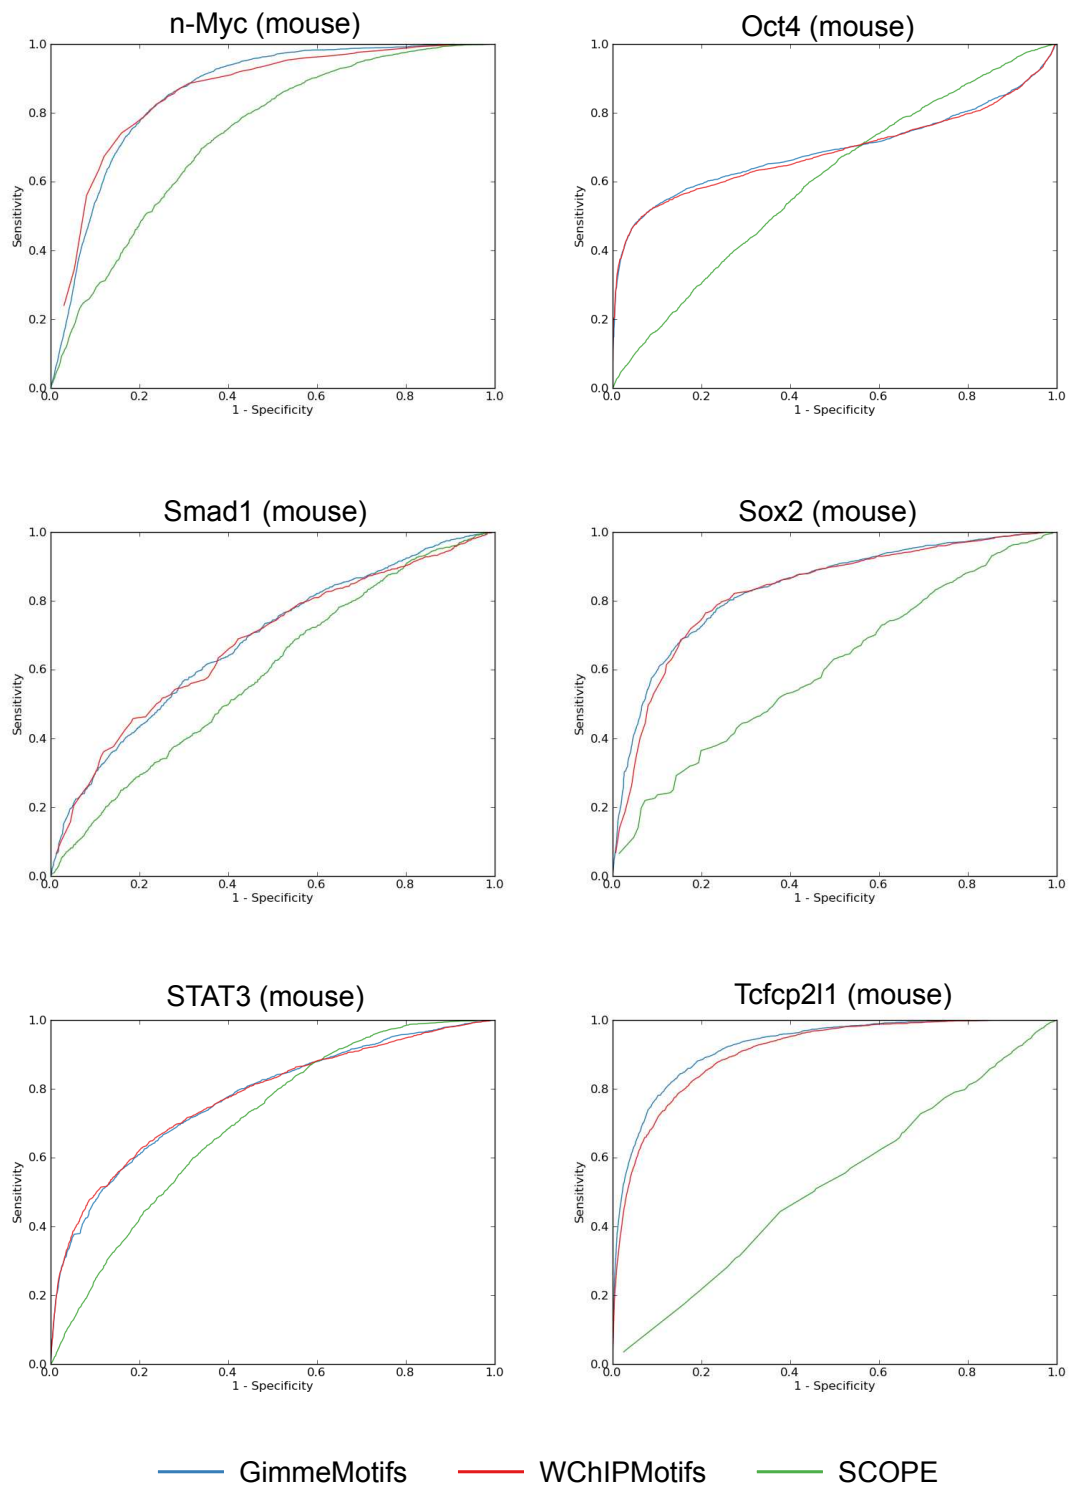 n-Myc (mouse)
1.0
0.8
0.6
0.4
0.2
0.0
Sensitivity
0.0 0.2 0.4 0.6 0.8 1.0
1 - Specificity
Oct4 (mouse)
1.0
0.8
0.6
0.4
0.2
0.0
Sensitivity
0.0 0.2 0.4 0.6 0.8 1.0
1 - Specificity
Smad1 (mouse)
1.0
0.8
0.6
0.4
0.2
0.0
Sensitivity
0.0 0.2 0.4 0.6 0.8 1.0
1 - Specificity
Sox2 (mouse)
1.0
0.8
0.6
0.4
0.2
0.0
Sensitivity
0.0 0.2 0.4 0.6 0.8 1.0
1 - Specificity
STAT3 (mouse)
1.0
0.8
0.6
0.4
0.2
0.0
Sensitivity
0.0 0.2 0.4 0.6 0.8 1.0
1 - Specificity
Tcfcp2l1 (mouse)
1.0
0.8
0.6
0.4
0.2
0.0
Sensitivity
0.0 0.2 0.4 0.6 0.8 1.0
1 - Specificity
GimmeMotifs WChIPMotifs SCOPE